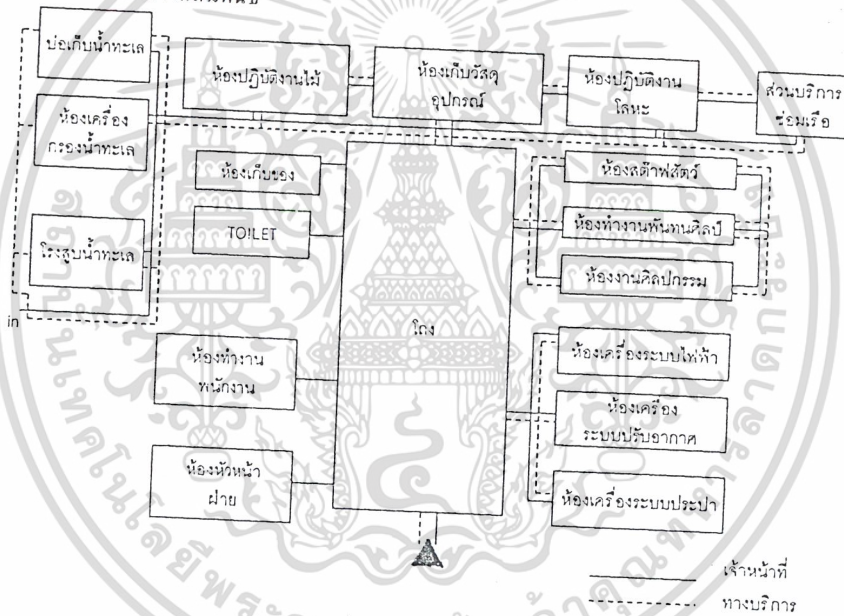 บ่อเก็บน้ำทะเล
ห้องปฏิบัติงานไม้
ห้องเก็บวัสดุ
อุปกรณ์
ห้องปฏิบัติงาน
โลหะ
ส่วนบริการ
ซ่อมเรือ
ห้องเครื่อง
กรองน้ำทะเล
ห้องเก็บของ
ห้องสต๊าฟสัตว์
TOILET
ห้องทำงานพันทนศิลป์
โรงสูบน้ำทะเล
ห้องงานศิลปกรรม
in
โถง
ห้องทำงาน
พนักงาน
ห้องเครื่องระบบไฟฟ้า
ห้องเครื่อง
ระบบปรับอากาศ
ห้องหัวหน้า
ฝ่าย
ห้องเครื่องระบบประปา
เจ้าหน้าที่
ทางบริการ